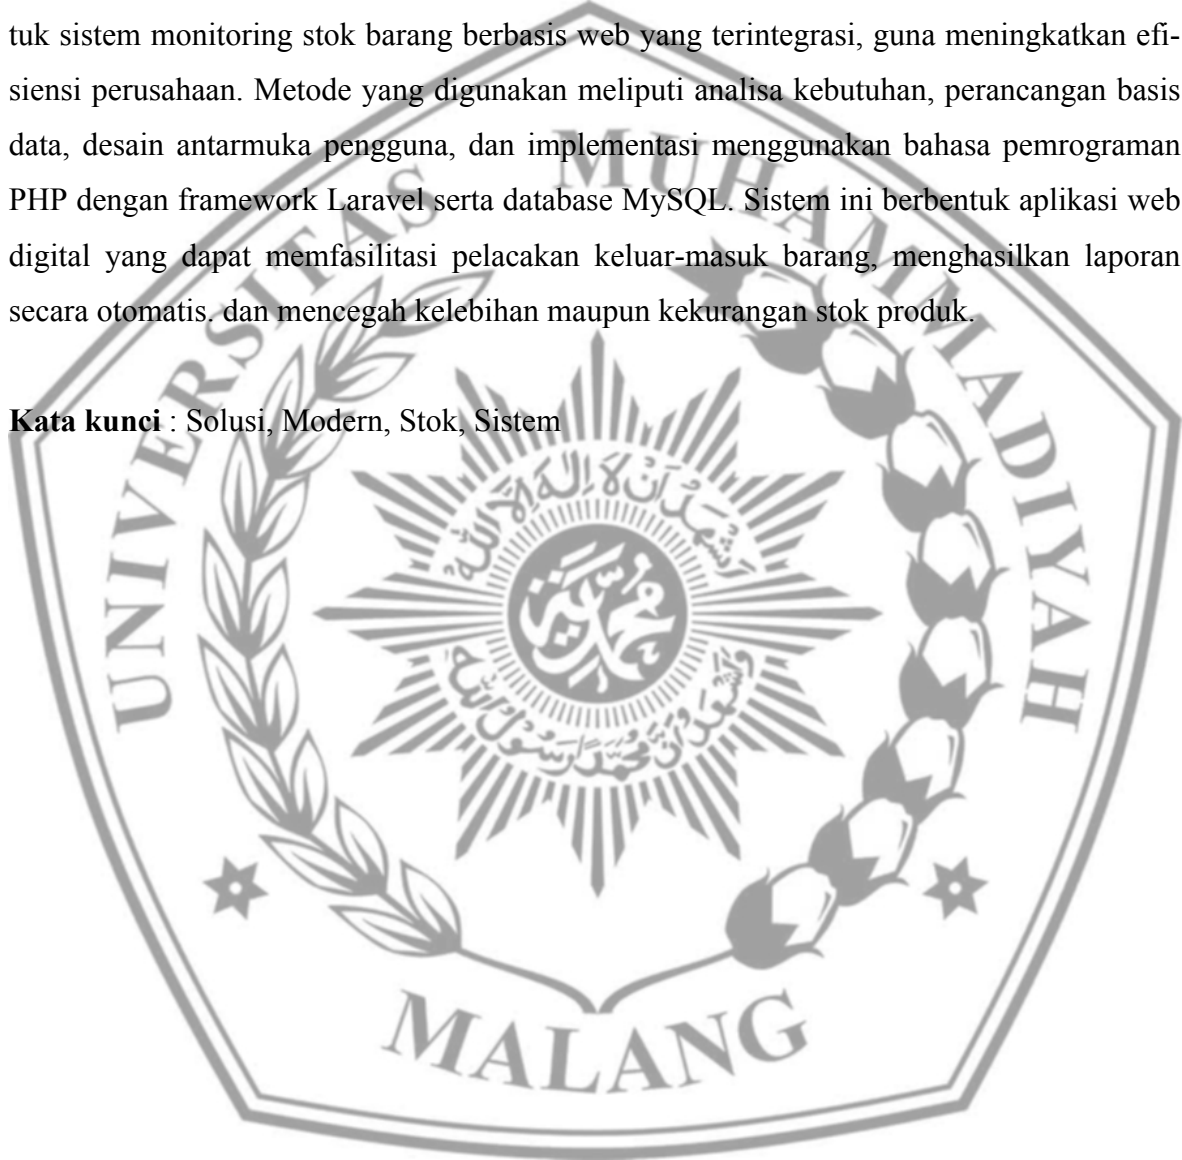 tuk sistem monitoring stok barang berbasis web yang terintegrasi, guna meningkatkan efi-
siensi perusahaan. Metode yang digunakan meliputi analisa kebutuhan, perancangan basis
data, desain antarmuka pengguna, dan implementasi menggunakan bahasa pemrograman
PHP dengan framework Laravel serta database MySQL. Sistem ini berbentuk aplikasi web
digital yang dapat memfasilitasi pelacakan keluar-masuk barang, menghasilkan laporan
secara otomatis. dan mencegah kelebihan maupun kekurangan stok produk.
Kata kunci : Solusi, Modern, Stok, Sistem
UNIVERSITAS MUHAMMADIYAH
أَشْهَدُ أَنْ لَا إِلٰهَ إِلَّا اللهُ
وَأَشْهَدُ أَنَّ مُحَمَّدًا رَسُوْلُ اللهِ
MALANG